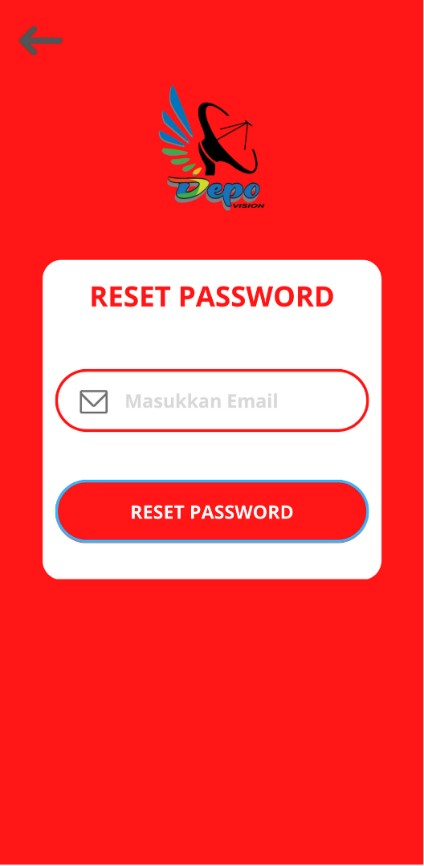 Depo
VISION
RESET PASSWORD
Masukkan Email
RESET PASSWORD